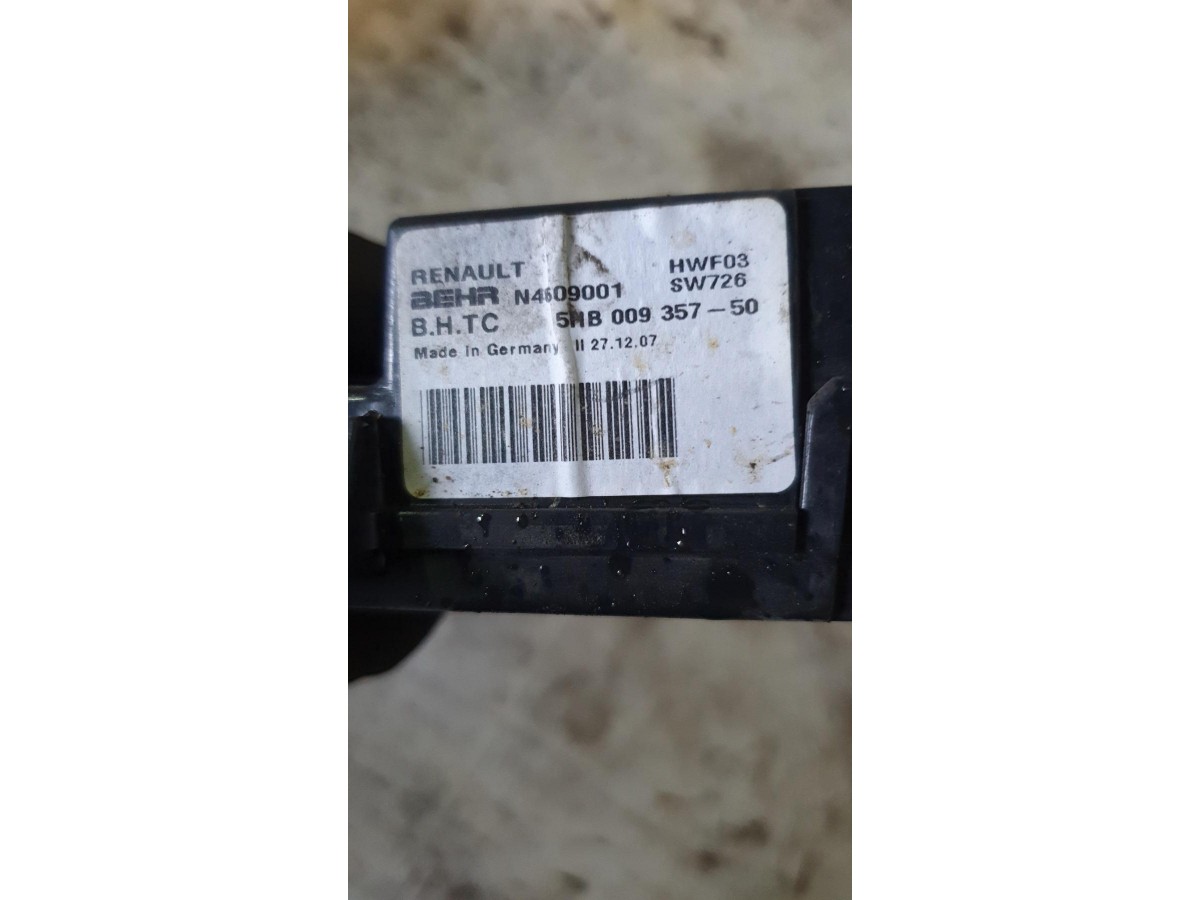 RENAULT HWF03
BEHR N4609001 SW726
B.H.TC 5HB 009 357-50
Made in Germany II 27.12.07